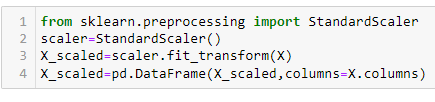 1 from sklearn.preprocessing import StandardScaler
2 scaler=StandardScaler()
3 X_scaled=scaler.fit_transform(X)
4 X_scaled=pd.DataFrame(X_scaled,columns=X.columns)